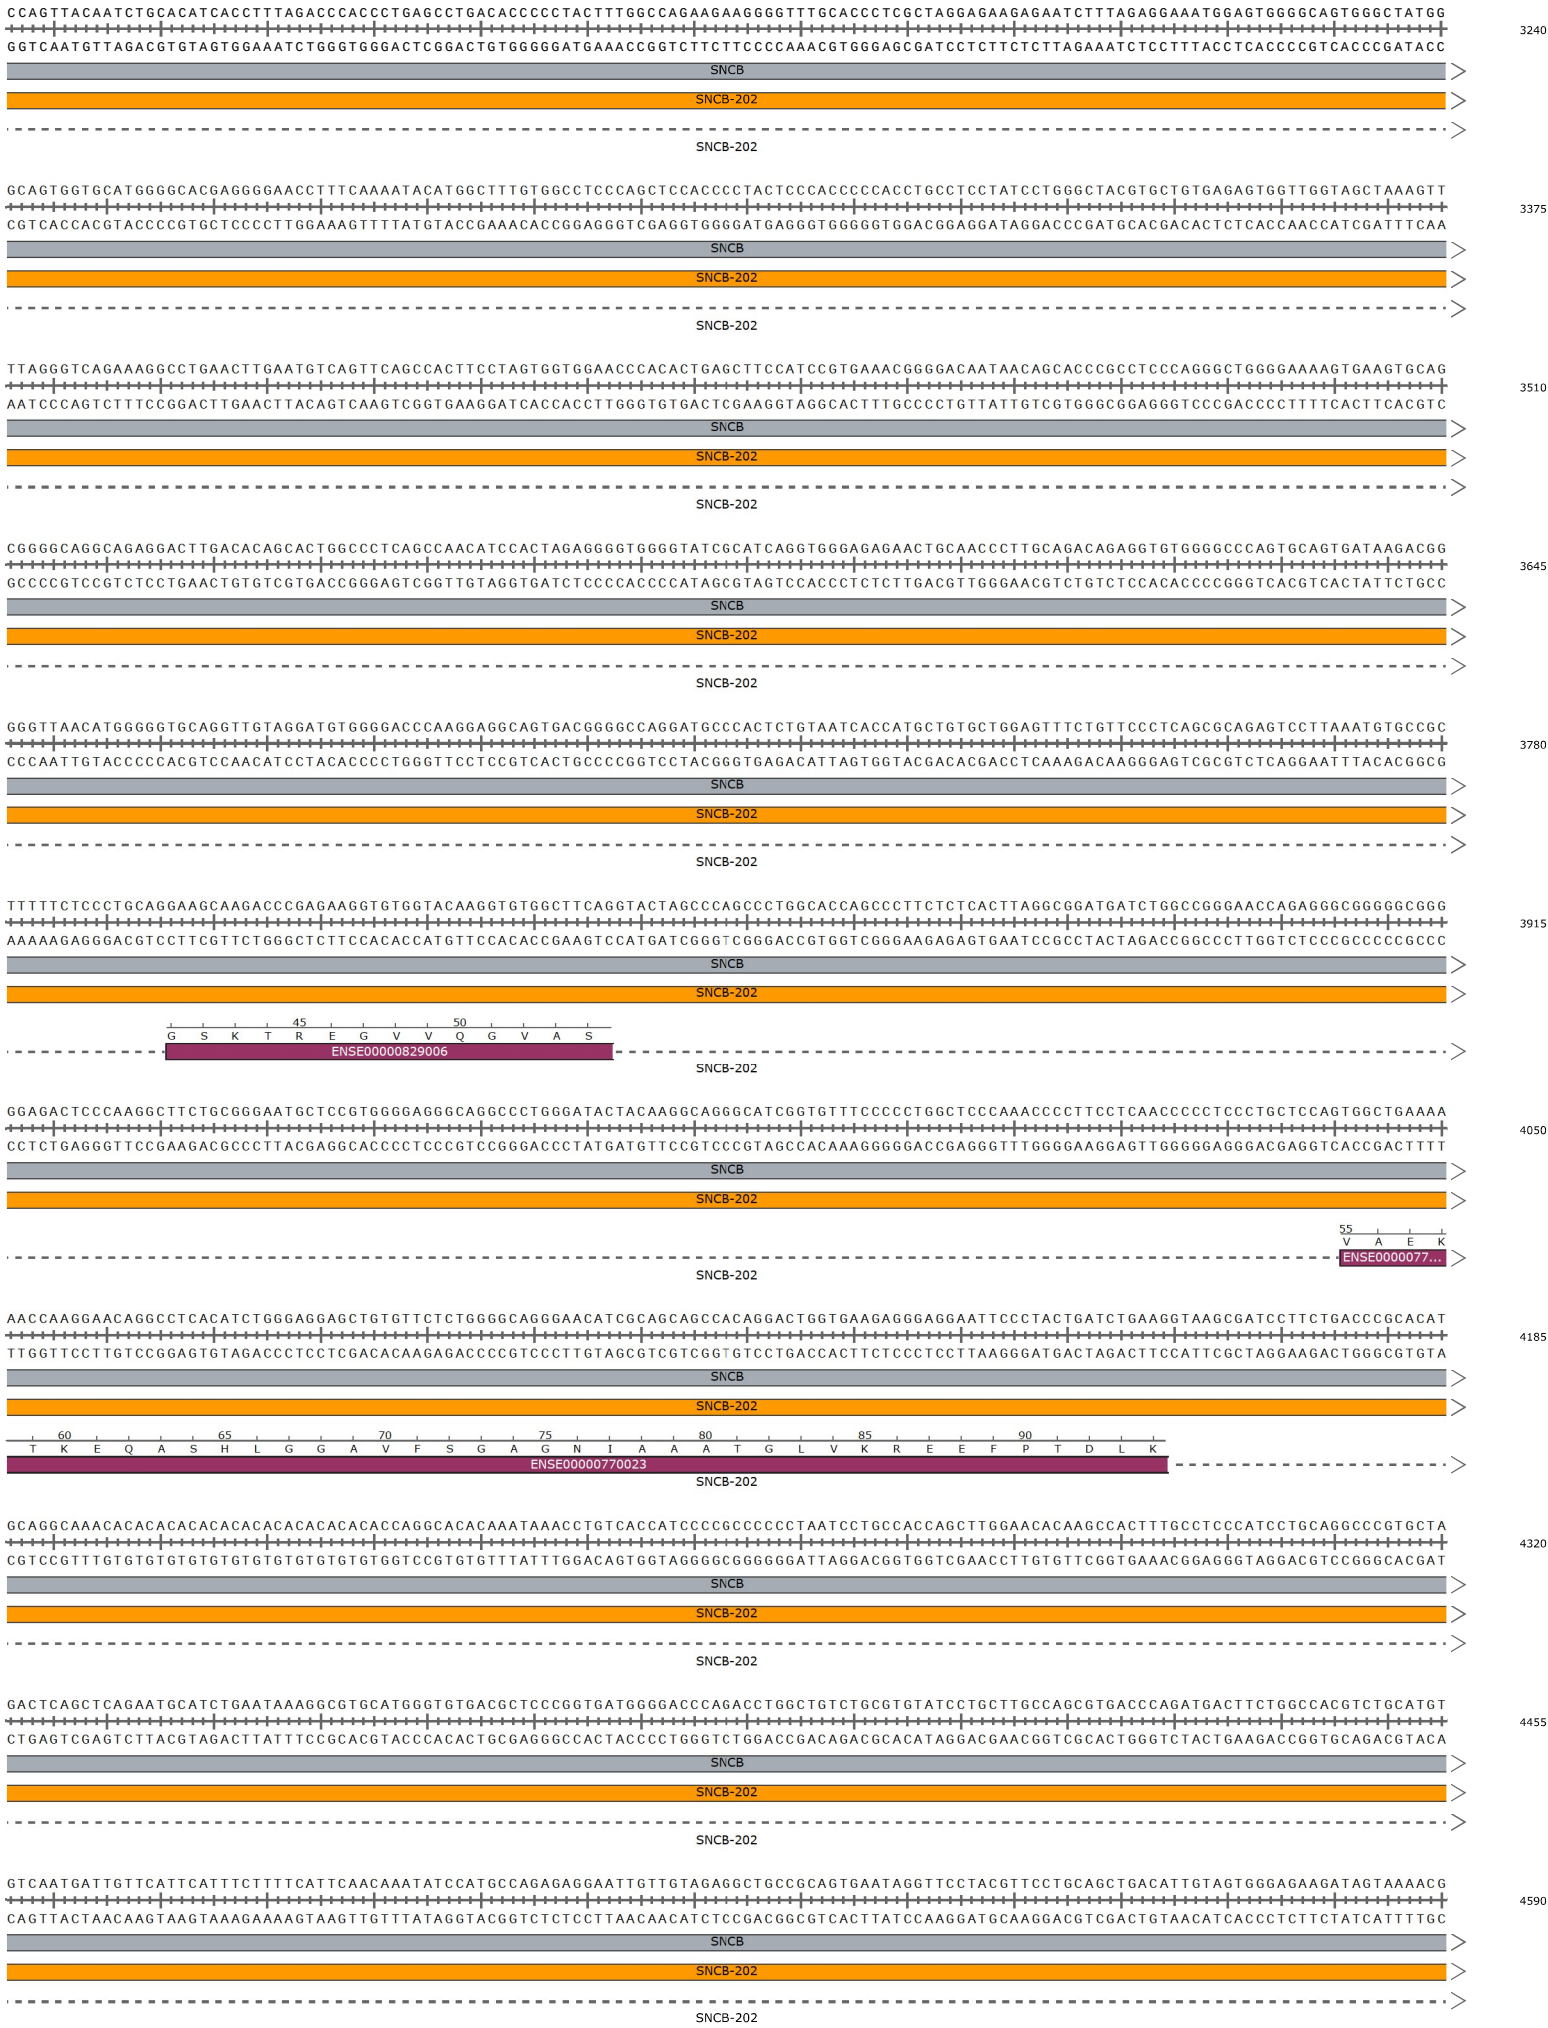 CCAGTTACAATCTGCACATCACCTTTAGACCCACCCTGAGCCTGACACCCCCTACTTTGGCCAGAAGAAGGGGTTTGCACCCTCGCTAGGAGAAGAGAATCTTTAGAGGAAATGGAGTGGGGCAGTGGGCTATGG
3240
GGTCAATGTTAGACGTGTAGTGGAAATCTGGGTGGGACTCGGACTGTGGGGGATGAAACCGGTCTTCTTCCCCAAACGTGGGAGCGATCCTCTTCTCTTAGAAATCTCCTTTACCTCACCCCGTCACCCGATACC
SNCB
SNCB-202
SNCB-202
GCAGTGGTGCATGGGGCACGAGGGGAACCTTTCAAAATACATGGCTTTGTGGCCTCCCAGCTCCACCCCTACTCCCACCCCCACCTGCCTCCTATCCTGGGCTACGTGCTGTGAGAGTGGTTGGTAGCTAAAGTT
3375
CGTCACCACGTACCCCGTGCTCCCCTTGGAAAGTTTTATGTACCGAAACACCGGAGGGTCGAGGTGGGGATGAGGGTGGGGGTGGACGGAGGATAGGACCCGATGCACGACACTCTCACCAACCATCGATTTCAA
SNCB
SNCB-202
SNCB-202
TTAGGGTCAGAAAGGCCTGAACTTGAATGTCAGTTCAGCCACTTCCTAGTGGTGGAACCCACACTGAGCTTCCATCCGTGAAACGGGGACAATAACAGCACCCGCCTCCCAGGGCTGGGGAAAAGTGAAGTGCAG
3510
AATCCCAGTCTTTCCGGACTTGAACTTACAGTCAAGTCGGTGAAGGATCACCACCTTGGGTGTGACTCGAAGGTAGGCACTTTGCCCCTGTTATTGTCGTGGGCGGAGGGTCCCGACCCCTTTTCACTTCACGTC
SNCB
SNCB-202
SNCB-202
CGGGGCAGGCAGAGGACTTGACACAGCACTGGCCCTCAGCCAACATCCACTAGAGGGGTGGGGTATCGCATCAGGTGGGAGAGAACTGCAACCCTTGCAGACAGAGGTGTGGGGCCCAGTGCAGTGATAAGACGG
3645
GCCCCGTCCGTCTCCTGAACTGTGTCGTGACCGGGAGTCGGTTGTAGGTGATCTCCCCACCCCATAGCGTAGTCCACCCTCTCTTGACGTTGGGAACGTCTGTCTCCACACCCCGGGTCACGTCACTATTCTGCC
SNCB
SNCB-202
SNCB-202
GGGTTAACATGGGGGTGCAGGTTGTAGGATGTGGGGACCCAAGGAGGCAGTGACGGGGCCAGGATGCCCACTCTGTAATCACCATGCTGTGCTGGAGTTTCTGTTCCCTCAGCGCAGAGTCCTTAAATGTGCCGC
3780
CCCAATTGTACCCCCACGTCCAACATCCTACACCCCTGGGTTCCTCCGTCACTGCCCCGGTCCTACGGGTGAGACATTAGTGGTACGACACGACCTCAAAGACAAGGGAGTCGCGTCTCAGGAATTTACACGGCG
SNCB
SNCB-202
SNCB-202
TTTTTCTCCCTGCAGGAAGCAAGACCCGAGAAGGTGTGGTACAAGGTGTGGCTTCAGGTACTAGCCCAGCCCTGGCACCAGCCCTTCTCTCACTTAGGCGGATGATCTGGCCGGGAACCAGAGGGCGGGGGCGGG
3915
AAAAAGAGGGACGTCCTTCGTTCTGGGCTCTTCCACACCATGTTCCACACCGAAGTCCATGATCGGGTCGGGACCGTGGTCGGGAAGAGAGTGAATCCGCCTACTAGACCGGCCCTTGGTCTCCCGCCCCCGCCC
SNCB
SNCB-202
45 50
G S K T R E G V V Q G V A S
ENSE00000829006
SNCB-202
GGAGACTCCCAAGGCTTCTGCGGGAATGCTCCGTGGGGAGGGCAGGCCCTGGGATACTACAAGGCAGGGCATCGGTGTTTCCCCCTGGCTCCCAAACCCCTTCCTCAACCCCCTCCCTGCTCCAGTGGCTGAAAA
4050
CCTCTGAGGGTTCCGAAGACGCCCTTACGAGGCACCCCTCCCGTCCGGGACCCTATGATGTTCCGTCCCGTAGCCACAAAGGGGGACCGAGGGTTTGGGGAAGGAGTTGGGGGAGGGACGAGGTCACCGACTTTT
SNCB
SNCB-202
55
V A E K
ENSE0000077...
SNCB-202
AACCAAGGAACAGGCCTCACATCTGGGAGGAGCTGTGTTCTCTGGGGCAGGGAACATCGCAGCAGCCACAGGACTGGTGAAGAGGGAGGAATTCCCTACTGATCTGAAGGTAAGCGATCCTTCTGACCCGCACAT
4185
TTGGTTCCTTGTCCGGAGTGTAGACCCTCCTCGACACAAGAGACCCCGTCCCTTGTAGCGTCGTCGGTGTCCTGACCACTTCTCCCTCCTTAAGGGATGACTAGACTTCCATTCGCTAGGAAGACTGGGCGTGTA
SNCB
SNCB-202
60 65 70 75 80 85 90
T K E Q A S H L G G A V F S G A G N I A A A T G L V K R E E F P T D L K
ENSE00000770023
SNCB-202
GCAGGCAAACACACACACACACACACACACACACACACCAGGCACACAAATAAACCTGTCACCATCCCCGCCCCCCTAATCCTGCCACCAGCTTGGAACACAAGCCACTTTGCCTCCCATCCTGCAGGCCCGTGCTA
4320
CGTCCGTTTGTGTGTGTGTGTGTGTGTGTGTGTGTGTGGTCCGTGTGTTTATTTGGACAGTGGTAGGGGCGGGGGGATTAGGACGGTGGTCGAACCTTGTGTTCGGTGAAACGGAGGGTAGGACGTCCGGGCACGAT
SNCB
SNCB-202
SNCB-202
GACTCAGCTCAGAATGCATCTGAATAAAGGCGTGCATGGGTGTGACGCTCCCGGTGATGGGGACCCAGACCTGGCTGTCTGCGTGTATCCTGCTTGCCAGCGTGACCCAGATGACTTCTGGCCACGTCTGCATGT
4455
CTGAGTCGAGTCTTACGTAGACTTATTTCCGCACGTACCCACACTGCGAGGGCCACTACCCCTGGGTCTGGACCGACAGACGCACATAGGACGAACGGTCGCACTGGGTCTACTGAAGACCGGTGCAGACGTACA
SNCB
SNCB-202
SNCB-202
GTCAATGATTGTTCATTCATTTCTTTTCATTCAACAAATATCCATGCCAGAGAGGAATTGTTGTAGAGGCTGCCGCAGTGAATAGGTTCCTACGTTCCTGCAGCTGACATTGTAGTGGGAGAAGATAGTAAAACG
4590
CAGTTACTAACAAGTAAGTAAAGAAAAGTAAGTTGTTTATAGGTACGGTCTCTCCTTAACAACATCTCCGACGGCGTCACTTATCCAAGGATGCAAGGACGTCGACTGTAACATCACCCTCTTCTATCATTTTGC
SNCB
SNCB-202
SNCB-202